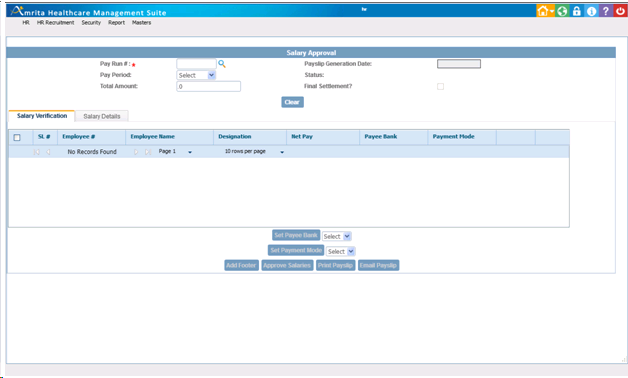 Amrita Healthcare Management Suite
hr
HR HR Recruitment Security Report Masters
Salary Approval
Pay Run # : * Payslip Generation Date:
Pay Period: Select Status:
Total Amount: 0 Final Settlement?
Clear
Salary Verification Salary Details
Sl. # Employee # Employee Name Designation Net Pay Payee Bank Payment Mode
No Records Found Page 1 10 rows per page
Set Payee Bank Select
Set Payment Mode Select
Add Footer Approve Salaries Print Payslip Email Payslip